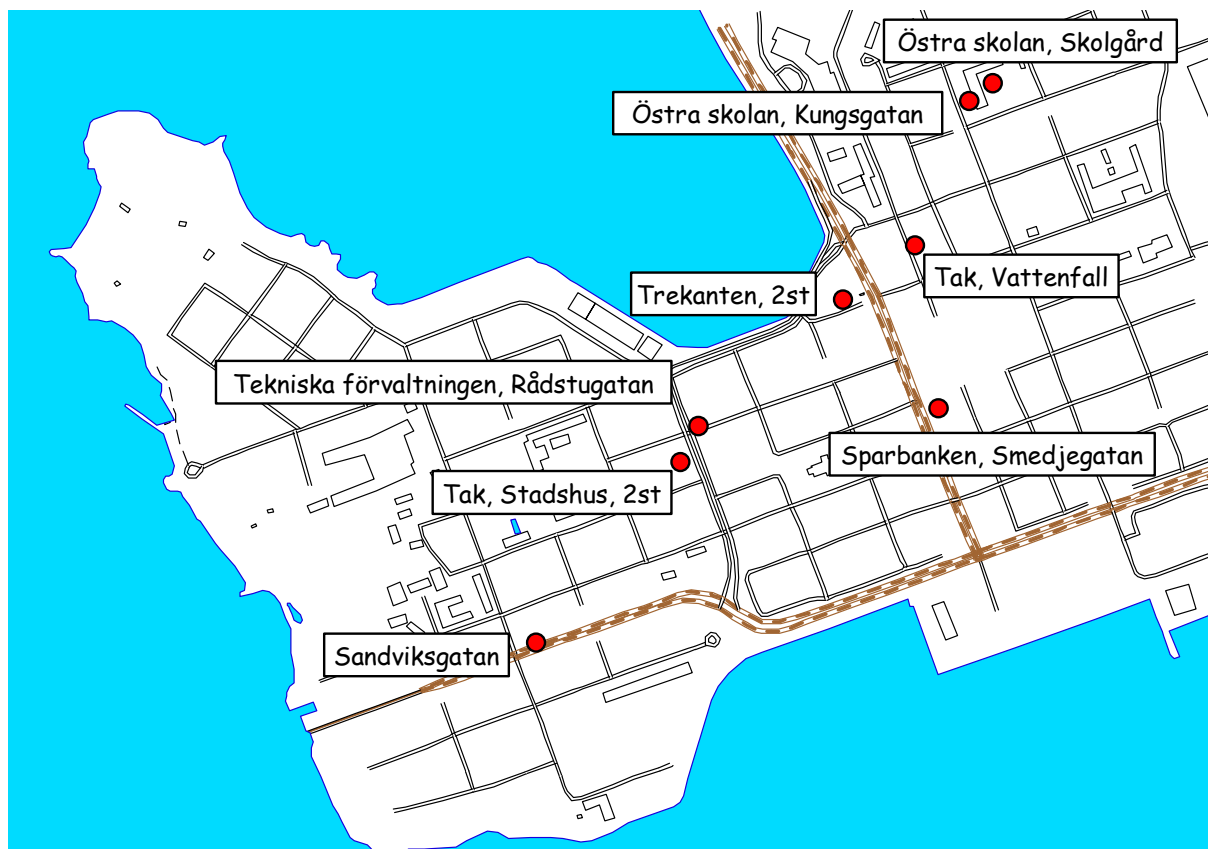 Östra skolan, Skolgård
Östra skolan, Kungsgatan
Tak, Vattenfall
Trekanten, 2st
Tekniska förvaltningen, Rådstugatan
Sparbanken, Smedjegatan
Tak, Stadshus, 2st
Sandviksgatan